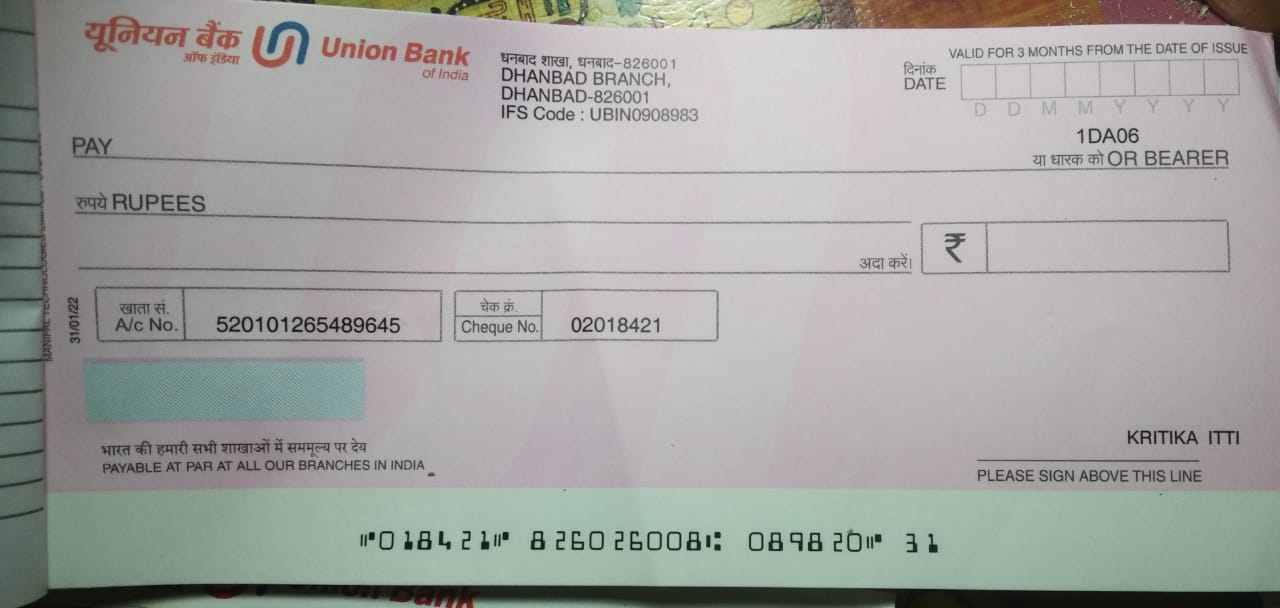 यूनियन बैंक
ऑफ इंडिया
Union Bank
of India
धनबाद शाखा, धनबाद-826001
DHANBAD BRANCH,
DHANBAD-826001
IFS Code : UBIN0908983
VALID FOR 3 MONTHS FROM THE DATE OF ISSUE
दिनांक
DATE
D D M M Y Y Y Y
1DA06
PAY
या धारक को OR BEARER
रुपये RUPEES
अदा करें।
₹
31/01/22
खाता सं.
A/c No.
520101265489645
चेक क्रं.
Cheque No.
02018421
भारत की हमारी सभी शाखाओं में सममूल्य पर देय
PAYABLE AT PAR AT ALL OUR BRANCHES IN INDIA
KRITIKA ITTI
PLEASE SIGN ABOVE THIS LINE
⑈018421⑈ 826026008⑆ 089820⑈ 31
Union Bank